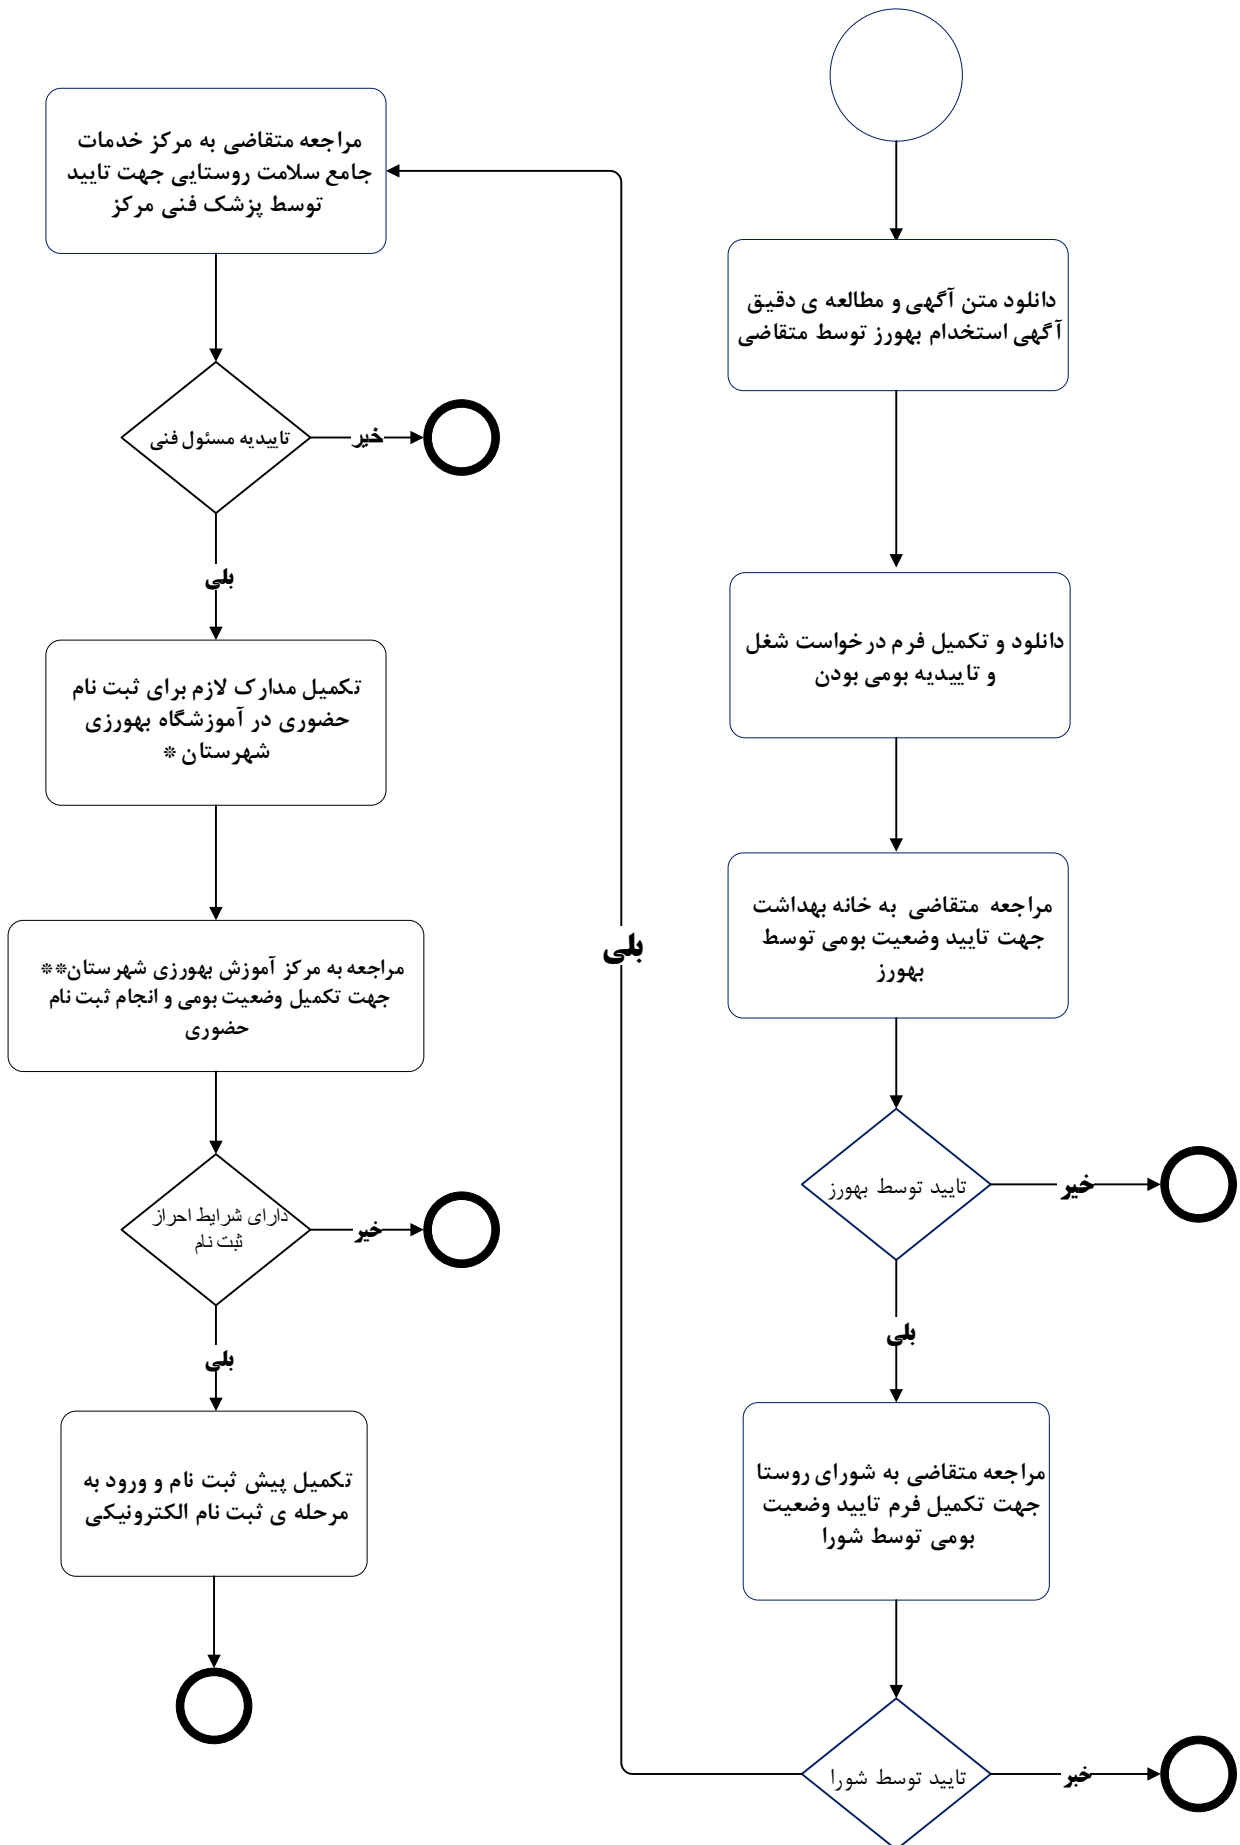 دانلود متن آگهی و مطالعه ی دقیق
آگهی استخدام بهورز توسط متقاضی
دانلود و تکمیل فرم درخواست شغل
و تاییدیه بومی بودن
مراجعه متقاضی به خانه بهداشت
جهت تایید وضعیت بومی توسط
بهورز
تایید توسط بهورز
خیر
بلی
مراجعه متقاضی به شورای روستا
جهت تکمیل فرم تایید وضعیت
بومی توسط شورا
تایید توسط شورا
خیر
بلی
مراجعه متقاضی به مرکز خدمات
جامع سلامت روستایی جهت تایید
توسط پزشک فنی مرکز
تاییدیه مسئول فنی
خیر
بلی
تکمیل مدارک لازم برای ثبت نام
حضوری در آموزشگاه بهورزی
شهرستان *
مراجعه به مرکز آموزش بهورزی شهرستان**
جهت تکمیل وضعیت بومی و انجام ثبت نام
حضوری
دارای شرایط احراز
ثبت نام
خیر
بلی
تکمیل پیش ثبت نام و ورود به
مرحله ی ثبت نام الکترونیکی